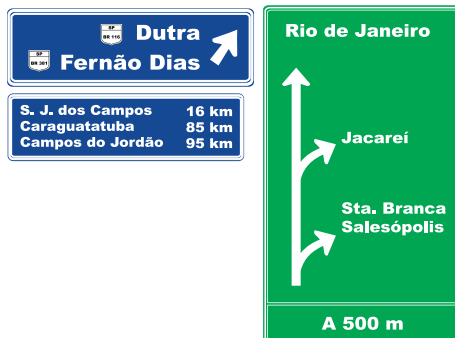 SP
BR 116
Dutra
SP
BR 381
Fernão Dias
S. J. dos Campos 16 km
Caraguatatuba 85 km
Campos do Jordão 95 km
Rio de Janeiro
Jacareí
Sta. Branca
Salesópolis
A 500 m